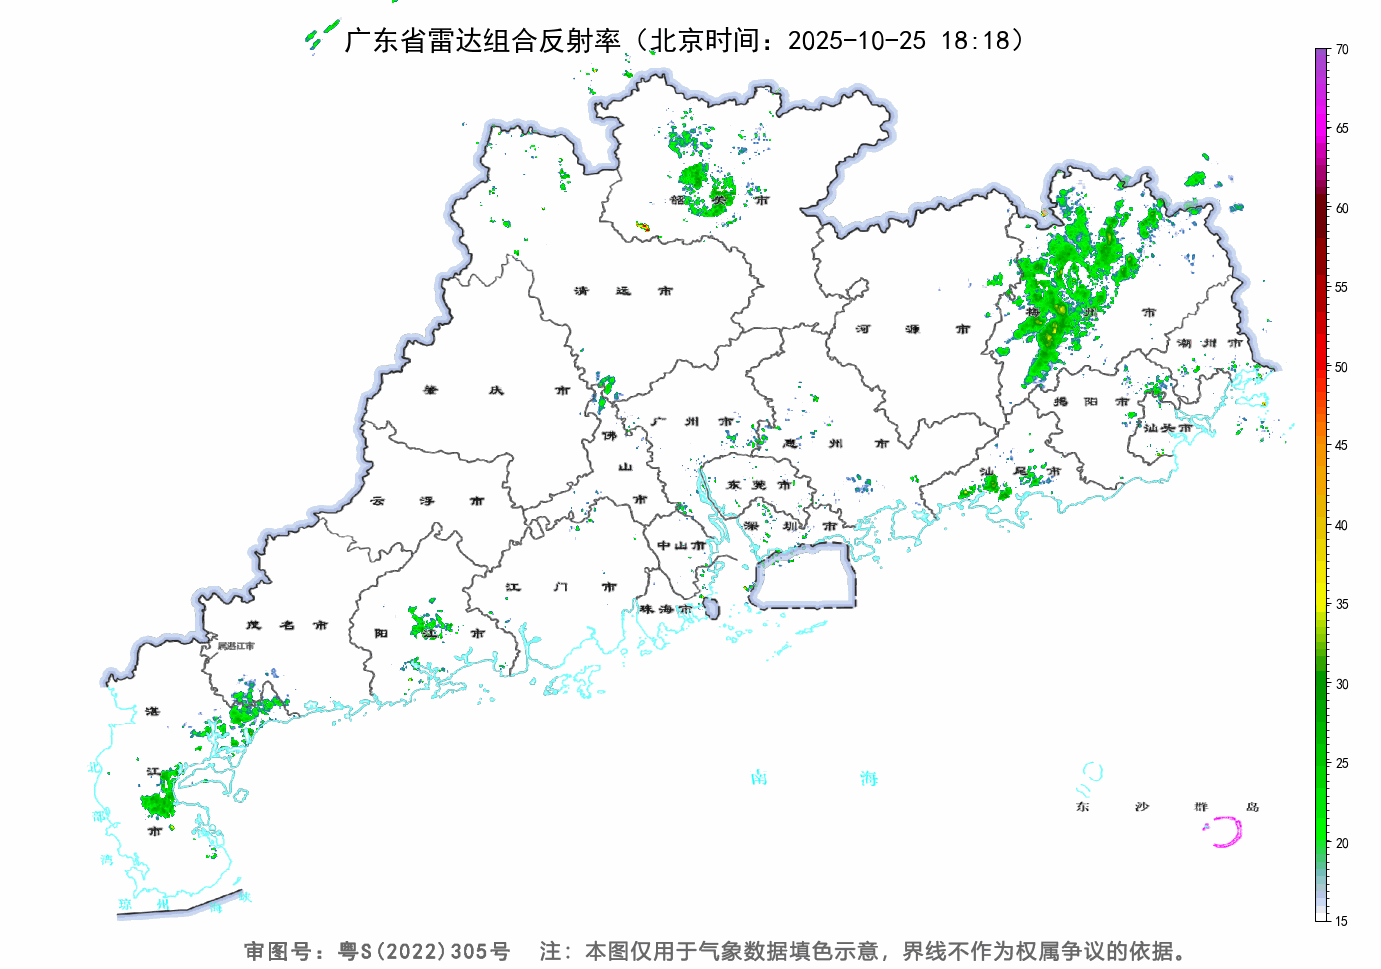 广东省雷达组合反射率（北京时间：2025-10-25 18:18）
70
65
韶关市
60
清远市
55
梅州市
河源市
潮州市
50
肇庆市
揭阳市
广州市
汕头市
佛山市
惠州市
45
汕尾市
东莞市
云浮市
40
深圳市
中山市
江门市
35
珠海市
茂名市
阳江市
属湛江市
30
湛江市
25
南海
北部湾
东沙群岛
20
琼州海峡
15
审图号：粤S(2022)305号 注：本图仅用于气象数据填色示意，界线不作为权属争议的依据。